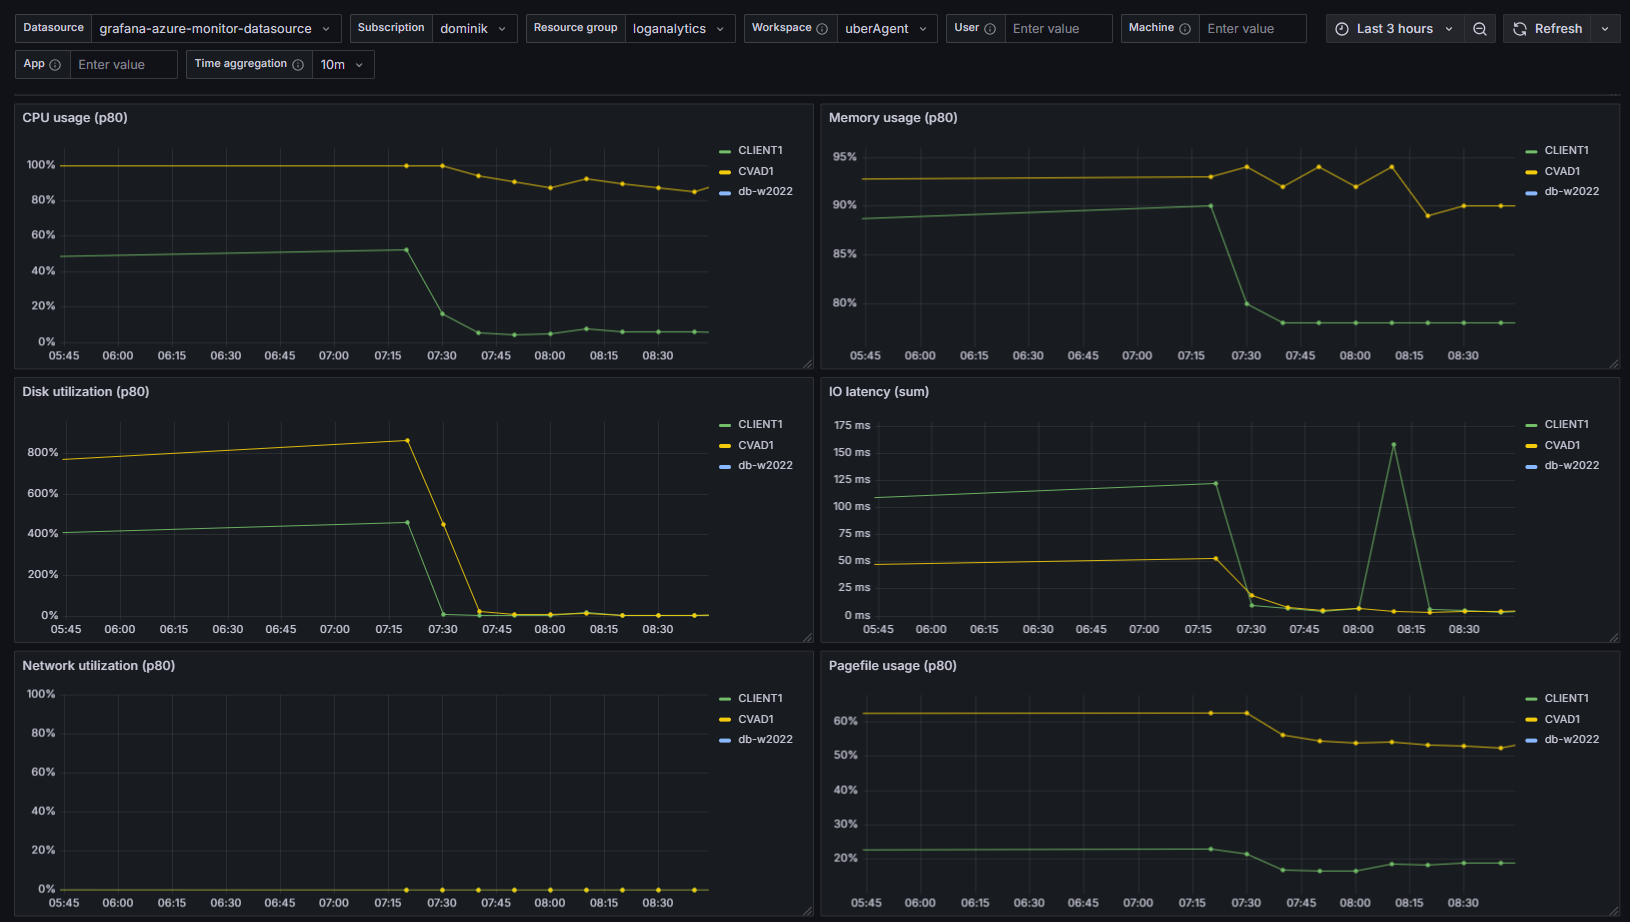 Datasource grafana-azure-monitor-datasource Subscription dominik Resource group loganalytics Workspace uberAgent User Enter value Machine Enter value Last 3 hours Refresh
App Enter value Time aggregation 10m
CPU usage (p80)
100%
80%
60%
40%
20%
0%
05:45 06:00 06:15 06:30 06:45 07:00 07:15 07:30 07:45 08:00 08:15 08:30
CLIENT1
CVAD1
db-w2022
Memory usage (p80)
95%
90%
85%
80%
05:45 06:00 06:15 06:30 06:45 07:00 07:15 07:30 07:45 08:00 08:15 08:30
CLIENT1
CVAD1
db-w2022
Disk utilization (p80)
800%
600%
400%
200%
0%
05:45 06:00 06:15 06:30 06:45 07:00 07:15 07:30 07:45 08:00 08:15 08:30
CLIENT1
CVAD1
db-w2022
IO latency (sum)
175 ms
150 ms
125 ms
100 ms
75 ms
50 ms
25 ms
0 ms
05:45 06:00 06:15 06:30 06:45 07:00 07:15 07:30 07:45 08:00 08:15 08:30
CLIENT1
CVAD1
db-w2022
Network utilization (p80)
100%
80%
60%
40%
20%
0%
05:45 06:00 06:15 06:30 06:45 07:00 07:15 07:30 07:45 08:00 08:15 08:30
CLIENT1
CVAD1
db-w2022
Pagefile usage (p80)
60%
50%
40%
30%
20%
05:45 06:00 06:15 06:30 06:45 07:00 07:15 07:30 07:45 08:00 08:15 08:30
CLIENT1
CVAD1
db-w2022